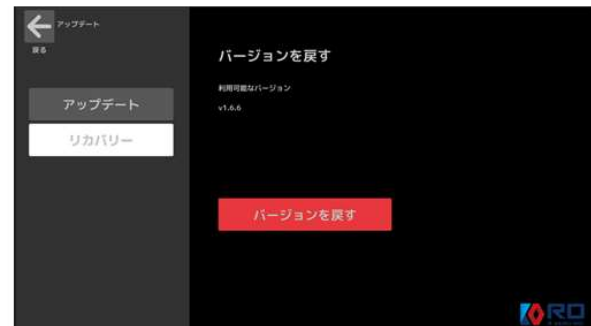 アップデート
戻る
アップデート
リカバリー
バージョンを戻す
利用可能なバージョン
v1.6.6
バージョンを戻す
RO